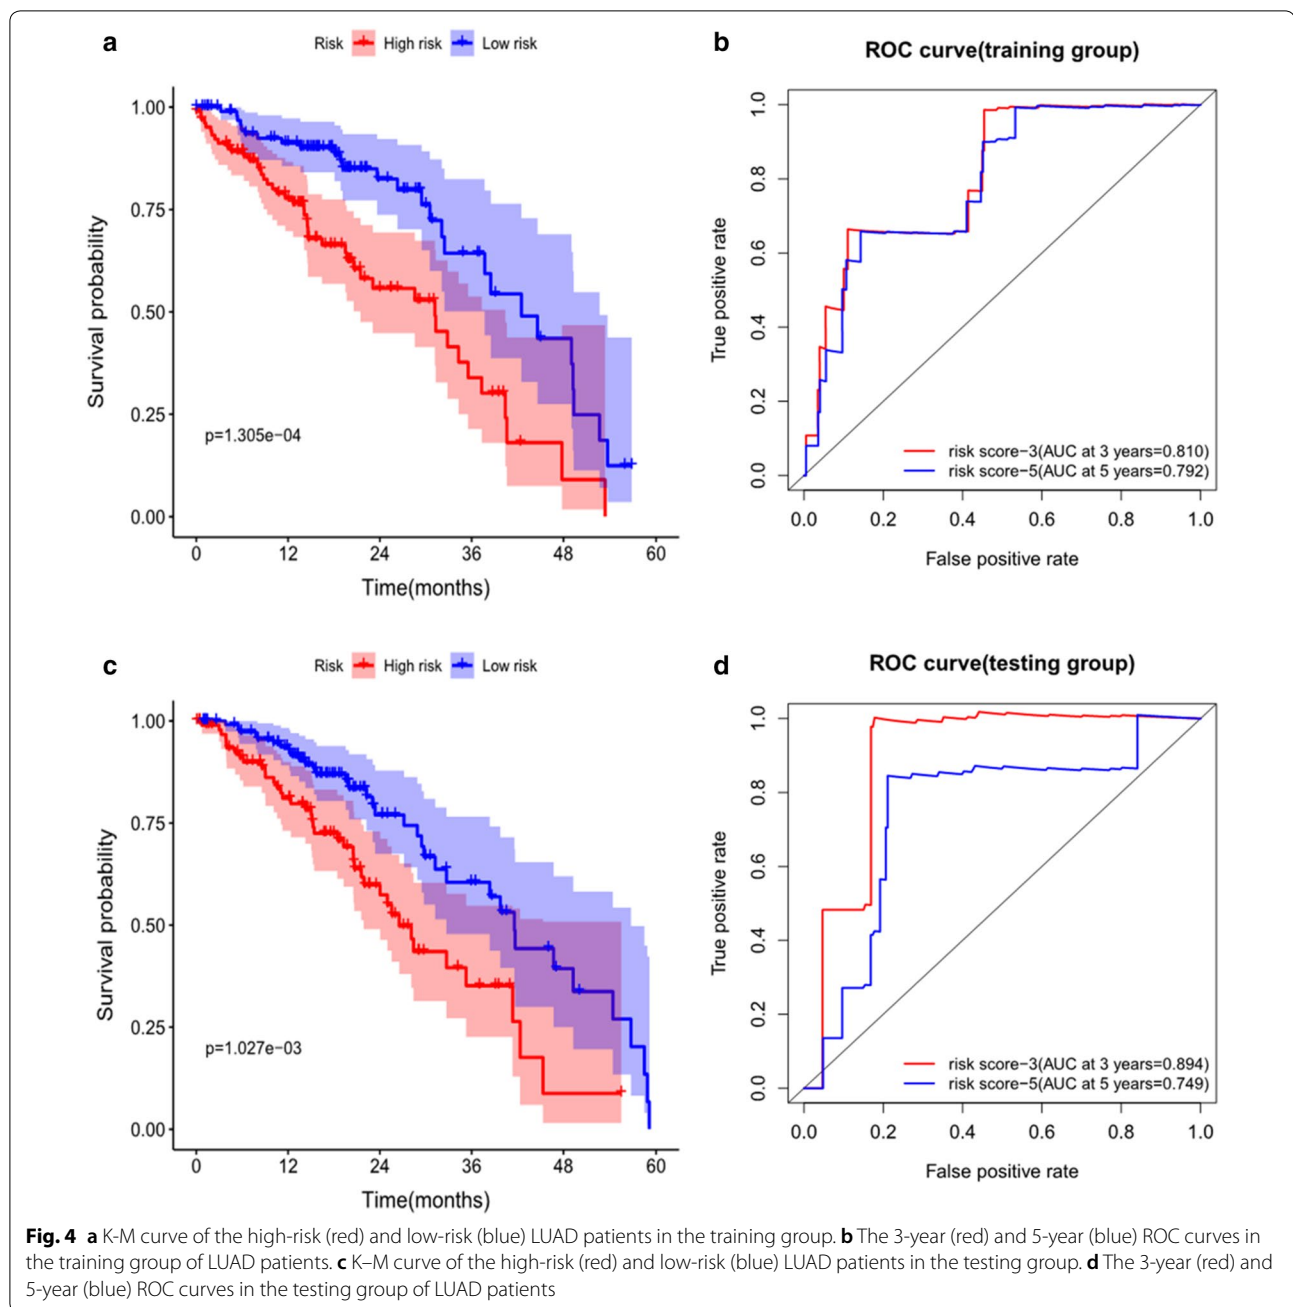 a
Risk High risk Low risk
1.00
0.75
0.50
0.25
0.00
Survival probability
p=1.305e−04
0 12 24 36 48 60
Time(months)
b
ROC curve(training group)
1.0
0.8
0.6
0.4
0.2
0.0
True positive rate
risk score−3(AUC at 3 years=0.810)
risk score−5(AUC at 5 years=0.792)
0.0 0.2 0.4 0.6 0.8 1.0
False positive rate
c
Risk High risk Low risk
1.00
0.75
0.50
0.25
0.00
Survival probability
p=1.027e−03
0 12 24 36 48 60
Time(months)
d
ROC curve(testing group)
1.0
0.8
0.6
0.4
0.2
0.0
True positive rate
risk score−3(AUC at 3 years=0.894)
risk score−5(AUC at 5 years=0.749)
0.0 0.2 0.4 0.6 0.8 1.0
False positive rate
Fig. 4 a K-M curve of the high-risk (red) and low-risk (blue) LUAD patients in the training group. b The 3-year (red) and 5-year (blue) ROC curves in
the training group of LUAD patients. c K–M curve of the high-risk (red) and low-risk (blue) LUAD patients in the testing group. d The 3-year (red) and
5-year (blue) ROC curves in the testing group of LUAD patients